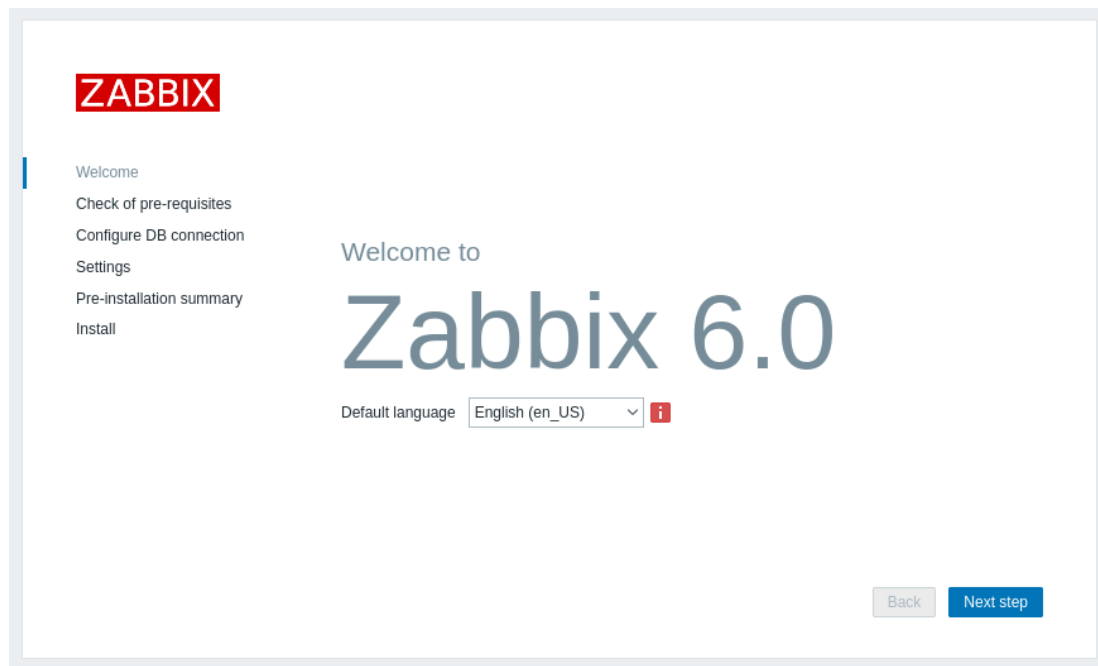 ZABBIX
Welcome
Check of pre-requisites
Configure DB connection
Settings
Pre-installation summary
Install
Welcome to
Zabbix 6.0
Default language English (en_US) i
Back Next step